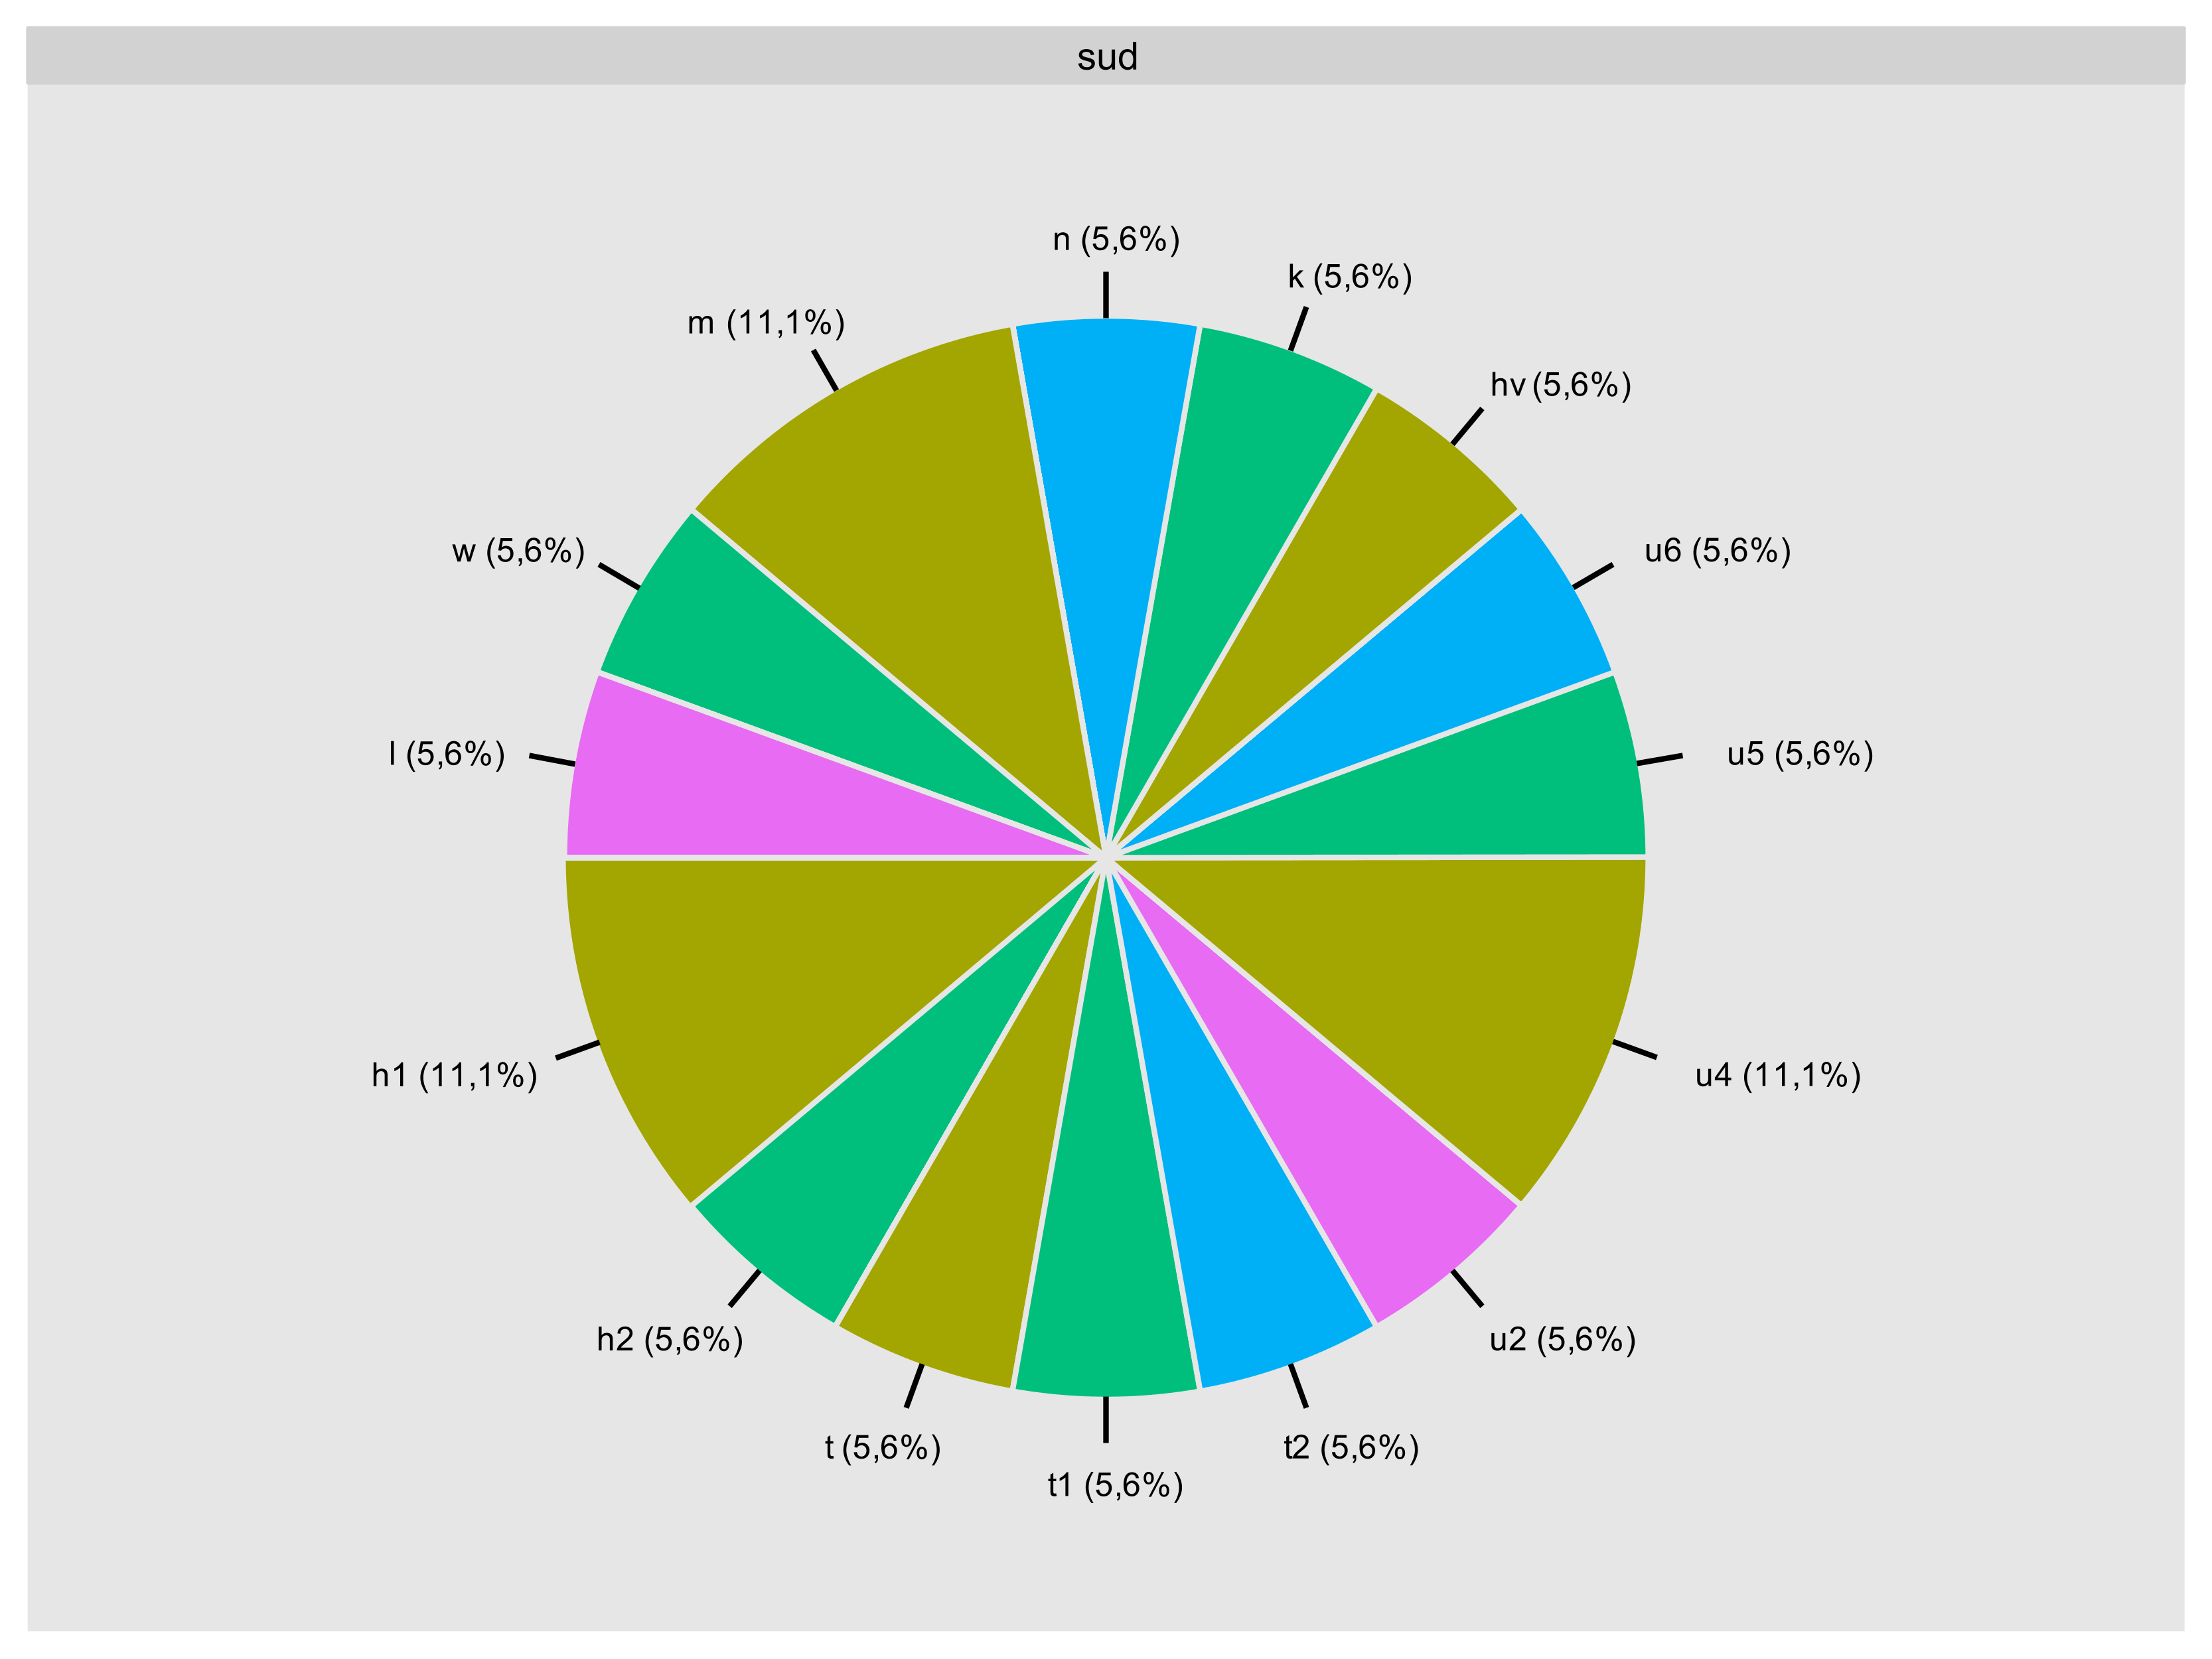 sud
n (5,6%)
k (5,6%)
m (11,1%)
hv (5,6%)
w (5,6%)
u6 (5,6%)
l (5,6%)
u5 (5,6%)
h1 (11,1%)
u4 (11,1%)
h2 (5,6%)
u2 (5,6%)
t (5,6%)
t2 (5,6%)
t1 (5,6%)